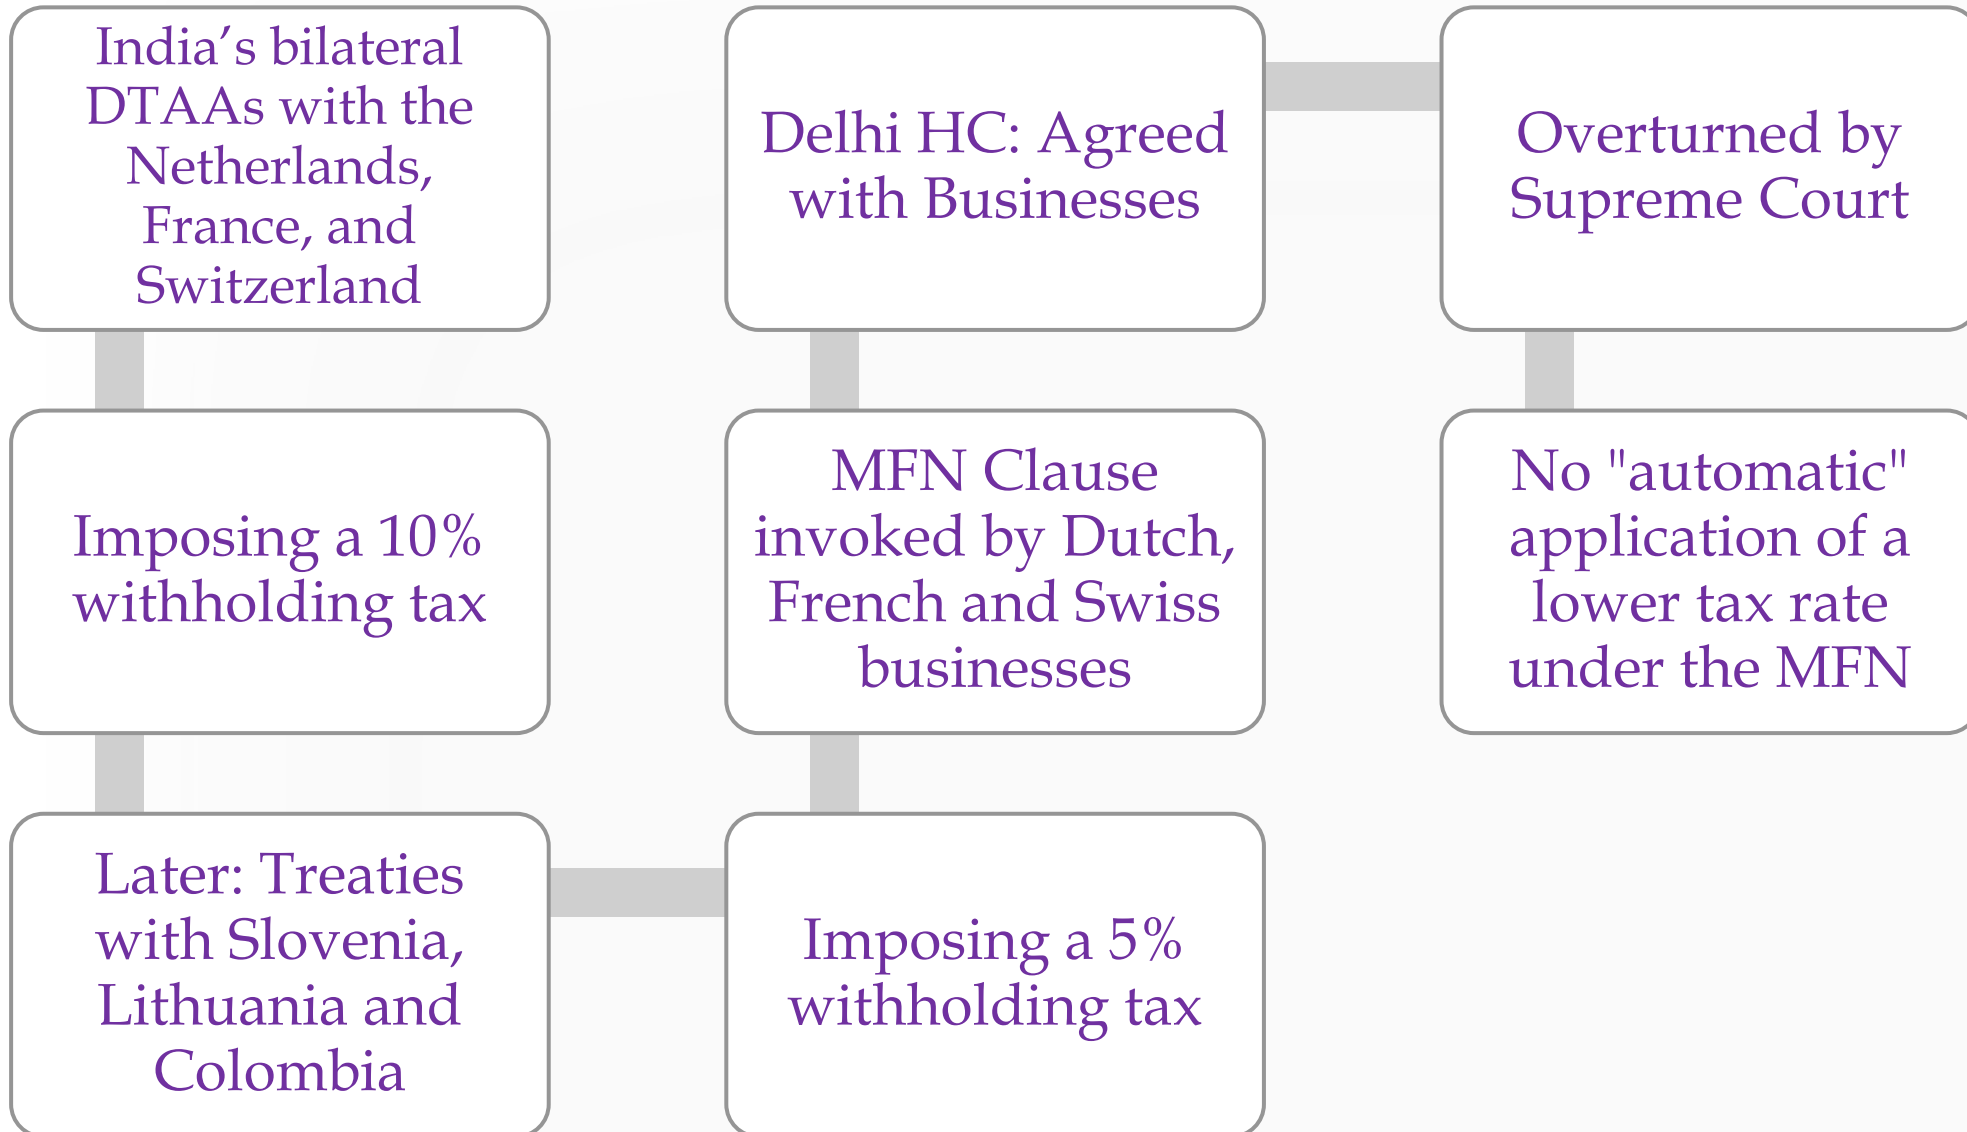 India’s bilateral
DTAAs with the
Netherlands,
France, and
Switzerland
Imposing a 10%
withholding tax
Later: Treaties
with Slovenia,
Lithuania and
Colombia
Imposing a 5%
withholding tax
MFN Clause
invoked by Dutch,
French and Swiss
businesses
Delhi HC: Agreed
with Businesses
Overturned by
Supreme Court
No "automatic"
application of a
lower tax rate
under the MFN